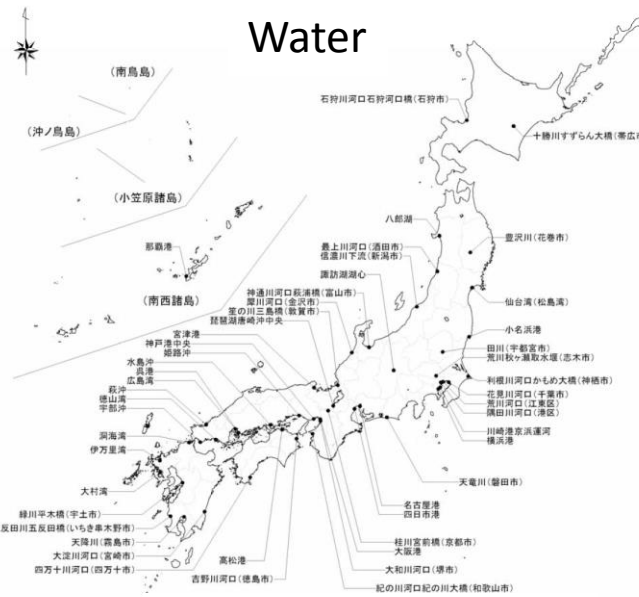 Water
(南鳥島)
(沖ノ鳥島)
(小笠原諸島)
(南西諸島)
那覇港
石狩川河口石狩河口橋(石狩市)
十勝川すずらん大橋(帯広市
八郎湖
豊沢川(花巻市)
最上川河口(酒田市)
信濃川下流(新潟市)
諏訪湖湖心
神通川河口萩浦橋(富山市)
犀川河口(金沢市)
笙の川三島橋(敦賀市)
琵琶湖唐崎沖中央
仙台湾(松島湾)
小名浜港
宮津港
神戸港中央
姫路沖
水島沖
呉港
広島湾
萩沖
徳山湾
宇部沖
洞海湾
伊万里湾
大村湾
田川(宇都宮市)
荒川秋ヶ瀬取水堰(志木市)
利根川河口かもめ大橋(神栖市)
花見川河口(千葉市)
荒川河口(江東区)
隅田川河口(港区)
川崎港京浜運河
横浜港
天竜川(磐田市)
名古屋港
四日市港
緑川平木橋(宇土市)
反田川五反田橋(いちき串木野市)
天降川(霧島市)
大淀川河口(宮崎市)
四万十川河口(四万十市)
高松港
吉野川河口(徳島市)
桂川宮前橋(京都市)
大阪港
大和川河口(堺市)
紀の川河口紀の川大橋(和歌山市)